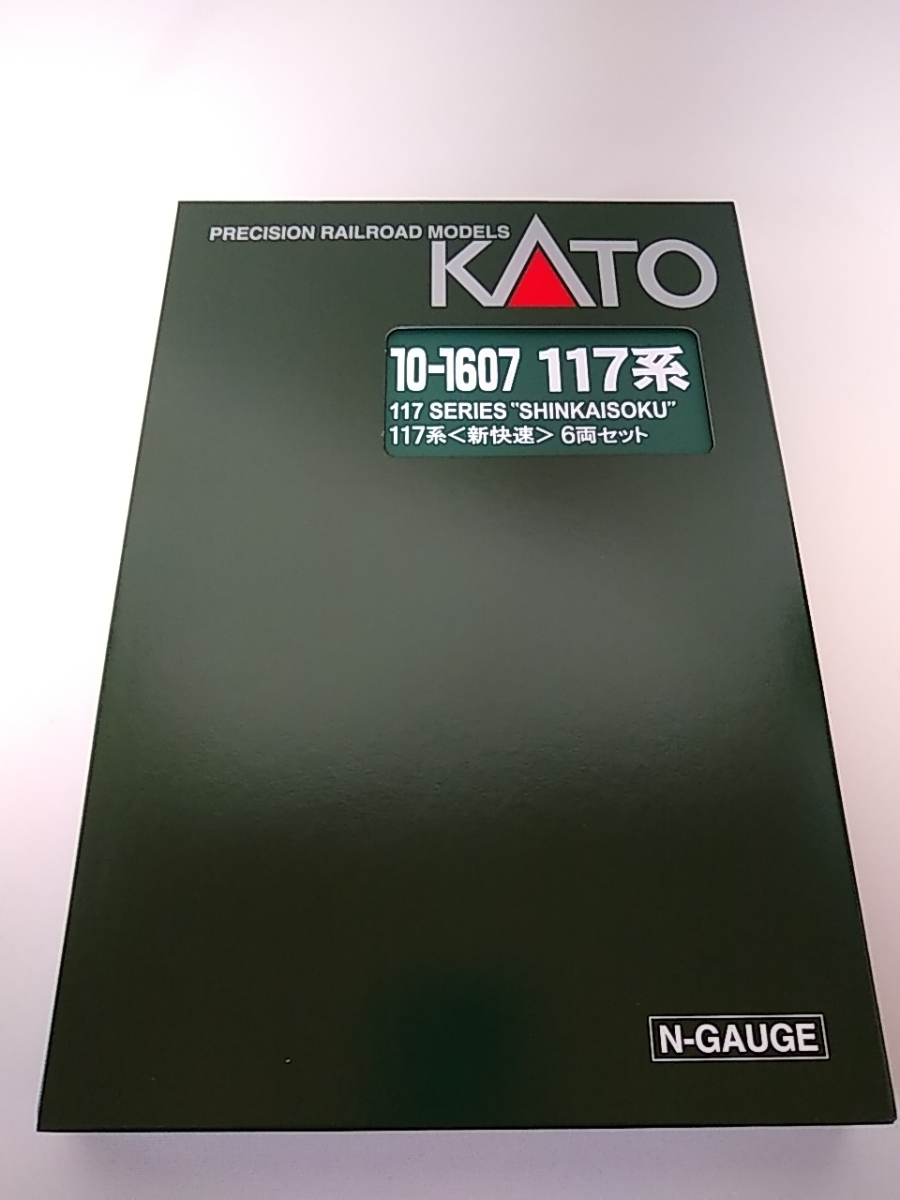 PRECISION RAILROAD MODELS
KATO
10-1607 117系
117 SERIES "SHINKAISOKU"
117系<新快速> 6両セット
N-GAUGE